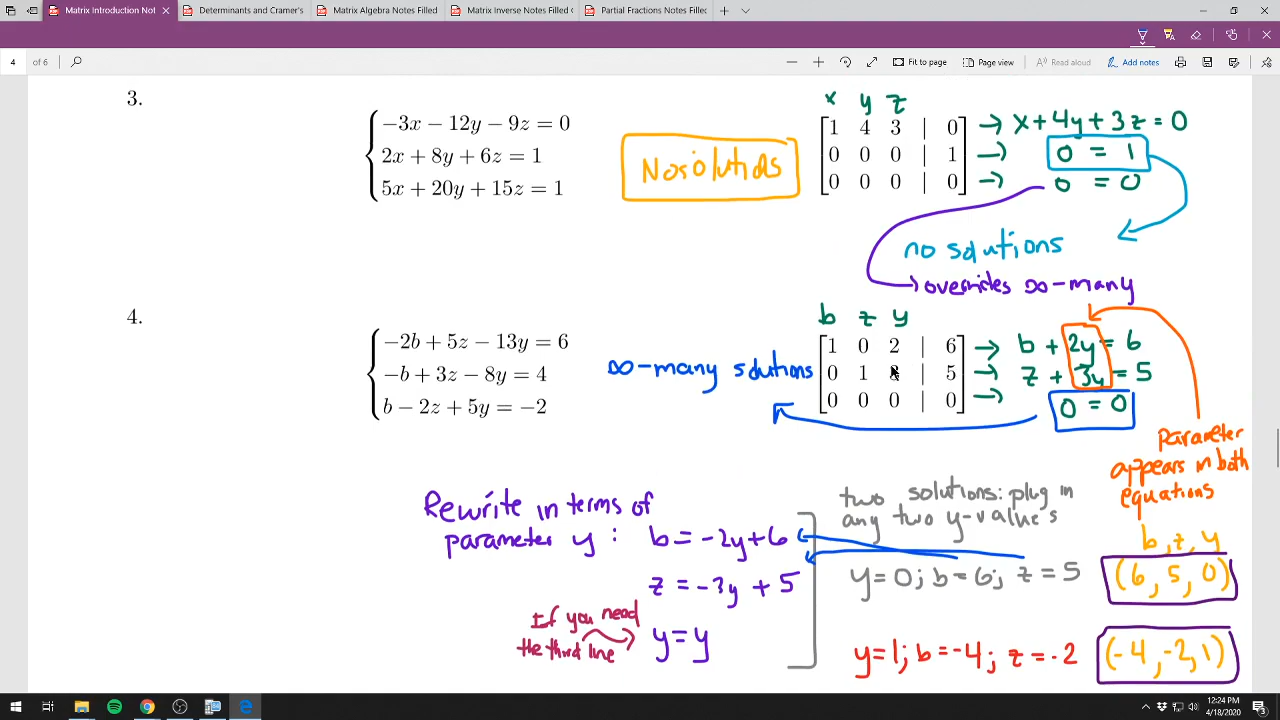 Matrix Introduction Not
Determinants and Cramer's
Matrix Algebra Notes Filled
Matrix Inverse Notes Filled
Partial Fractions Notes Filled
4 of 6
Fit to page
Page view
Read aloud
Add notes
3.
−3x − 12y − 9z = 0
2x + 8y + 6z = 1
5x + 20y + 15z = 1
No solutions
x y z
1 4 3 | 0 → x + 4y + 3z = 0
0 0 0 | 1 → 0 = 1
0 0 0 | 0 → 0 = 0
no solutions
overrides ∞-many
4.
−2b + 5z − 13y = 6
−b + 3z − 8y = 4
b − 2z + 5y = −2
∞-many solutions
b z y
1 0 2 | 6 → b + 2y = 6
0 1 | 5 → z + 3y = 5
0 0 0 | 0 → 0 = 0
Parameter
appears in both
equations
Rewrite in terms of
parameter y : b = -2y + 6
z = -3y + 5
If you need
the third line
y = y
two solutions: plug in
any two y-value's
y = 0; b = 6; z = 5
b, z, y
(6, 5, 0)
y = 1; b = -4; z = -2
(-4, -2, 1)
12:24 PM
4/18/2020